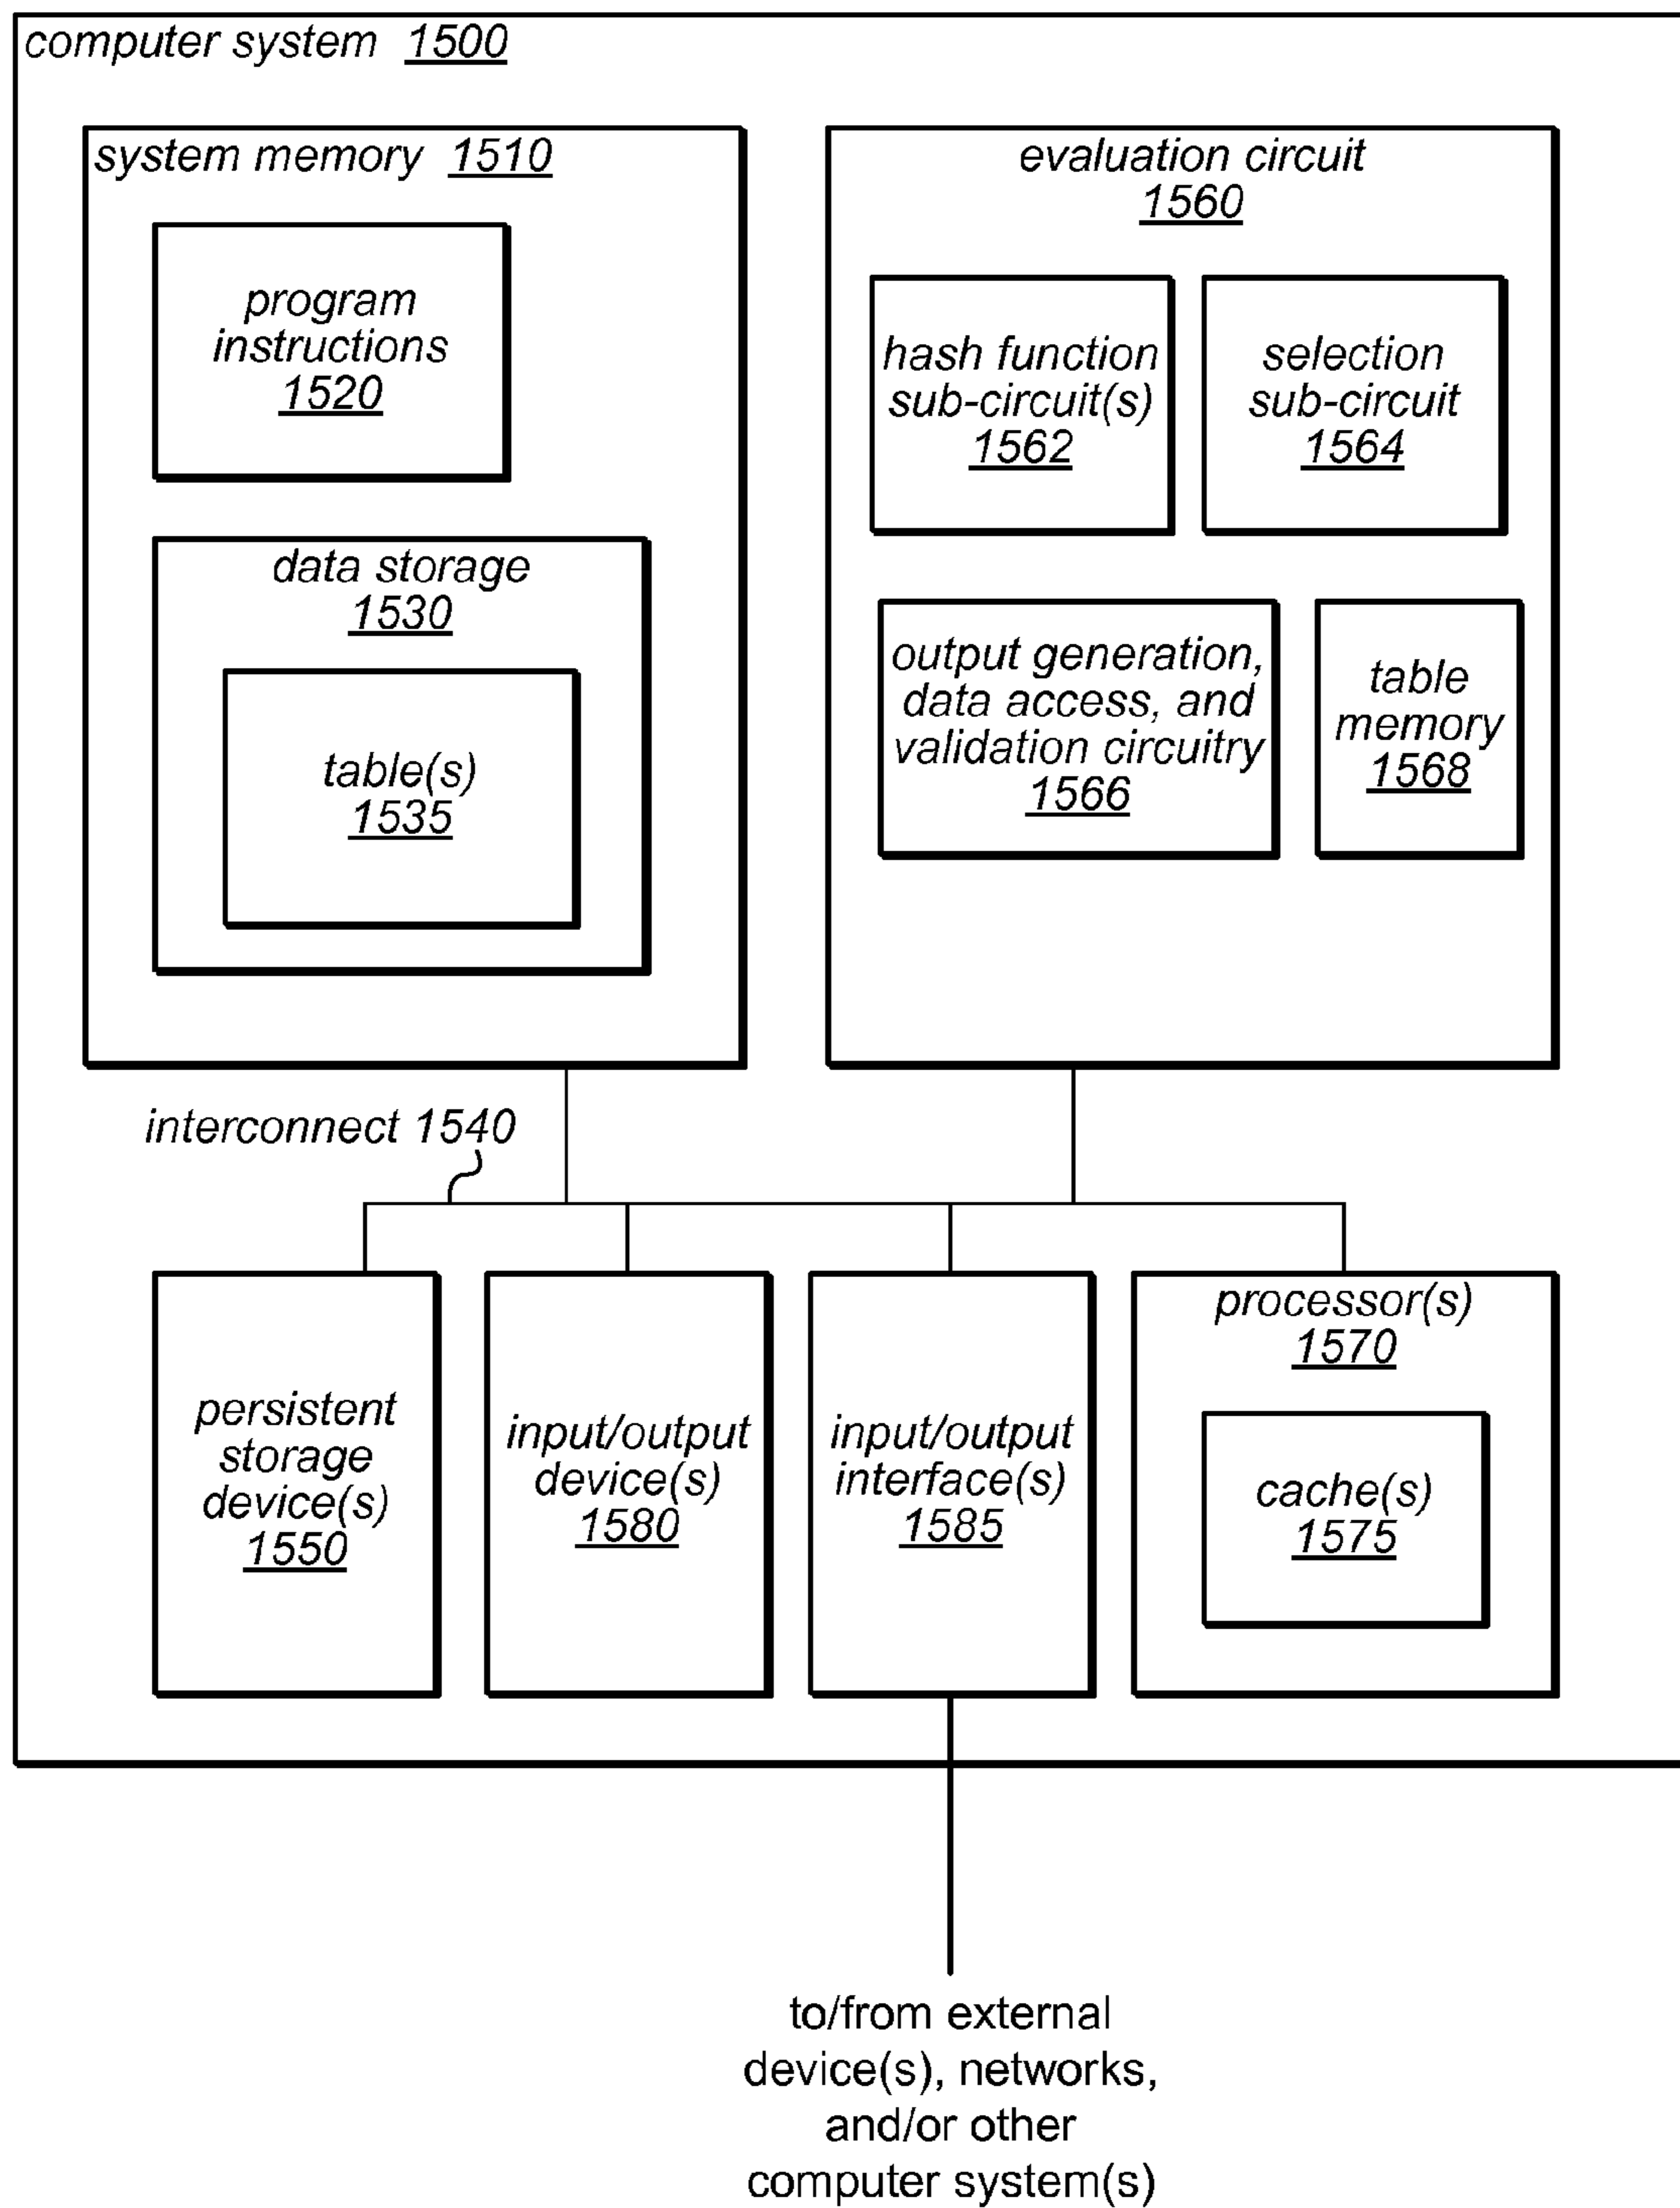 computer system 1500
system memory 1510
program
instructions
1520
data storage
1530
table(s)
1535
evaluation circuit
1560
hash function
sub-circuit(s)
1562
selection
sub-circuit
1564
output generation,
data access, and
validation circuitry
1566
table
memory
1568
interconnect 1540
persistent
storage
device(s)
1550
input/output
device(s)
1580
input/output
interface(s)
1585
processor(s)
1570
cache(s)
1575
to/from external
device(s), networks,
and/or other
computer system(s)